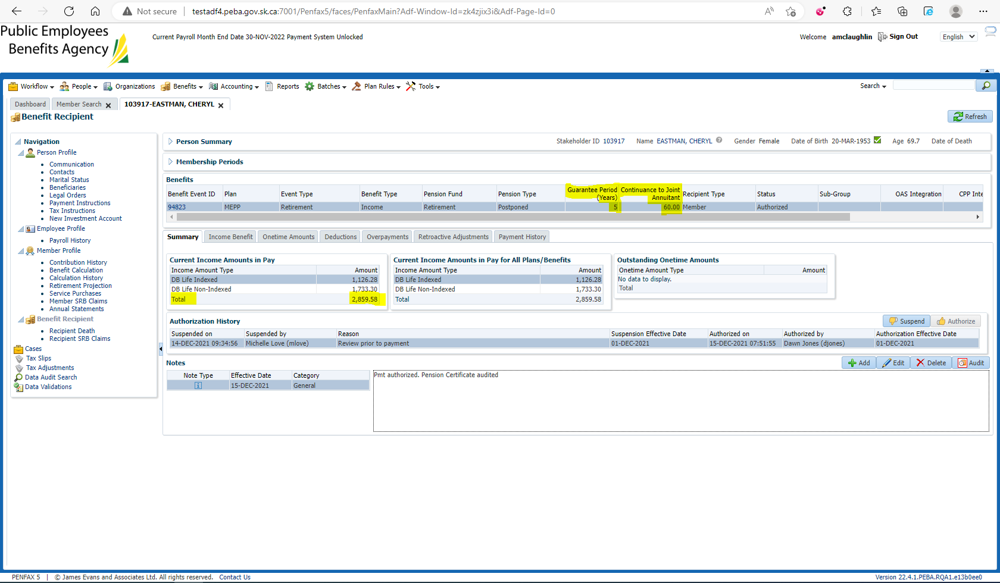 Not secure | testadf4.peba.gov.sk.ca:7001/Penfax5/faces/PenfaxMain?Adf-Window-Id=zk4zjix3i&Adf-Page-Id=0
Public Employees
Benefits Agency
Current Payroll Month End Date 30-NOV-2022 Payment System Unlocked
Welcome amclaughlin Sign Out English
Workflow People Organizations Benefits Accounting Reports Batches Plan Rules Tools Search
Dashboard Member Search 103917-EASTMAN, CHERYL
Benefit Recipient
Refresh
Navigation
Person Profile
Communication
Contacts
Marital Status
Beneficiaries
Legal Orders
Payment Instructions
Tax Instructions
New Investment Account
Employee Profile
Payroll History
Member Profile
Contribution History
Benefit Calculation
Calculation History
Retirement Projection
Service Purchases
Member SRB Claims
Annual Statements
Benefit Recipient
Recipient Death
Recipient SRB Claims
Cases
Tax Slips
Tax Adjustments
Data Audit Search
Data Validations
Person Summary Stakeholder ID 103917 Name EASTMAN, CHERYL Gender Female Date of Birth 20-MAR-1953 Age 69.7 Date of Death
Membership Periods
Benefits
Benefit Event ID Plan Event Type Benefit Type Pension Fund Pension Type Guarantee Period (Years) Continuance to Joint Annuitant Recipient Type Status Sub-Group OAS Integration CPP Inte
94823 MEPP Retirement Income Retirement Postponed 5 60.00 Member Authorized
Summary Income Benefit Onetime Amounts Deductions Overpayments Retroactive Adjustments Payment History
Current Income Amounts in Pay
Income Amount Type Amount
DB Life Indexed 1,126.28
DB Life Non-Indexed 1,733.30
Total 2,859.58
Current Income Amounts in Pay for All Plans/Benefits
Income Amount Type Amount
DB Life Indexed 1,126.28
DB Life Non-Indexed 1,733.30
Total 2,859.58
Outstanding Onetime Amounts
Onetime Amount Type Amount
No data to display.
Total
Authorization History
Suspend Authorize
Suspended on Suspended by Reason Suspension Effective Date Authorized on Authorized by Authorization Effective Date
14-DEC-2021 09:34:56 Michelle Love (mlove) Review prior to payment 01-DEC-2021 15-DEC-2021 07:51:55 Dawn Jones (djones) 01-DEC-2021
Notes
Add Edit Delete Audit
Note Type Effective Date Category
15-DEC-2021 General
Pmt authorized. Pension Certificate audited
PENFAX 5 | © James Evans and Associates Ltd. All rights reserved. Contact Us
Version 22.4.1.PEBA.RQA1.e13b0ee0